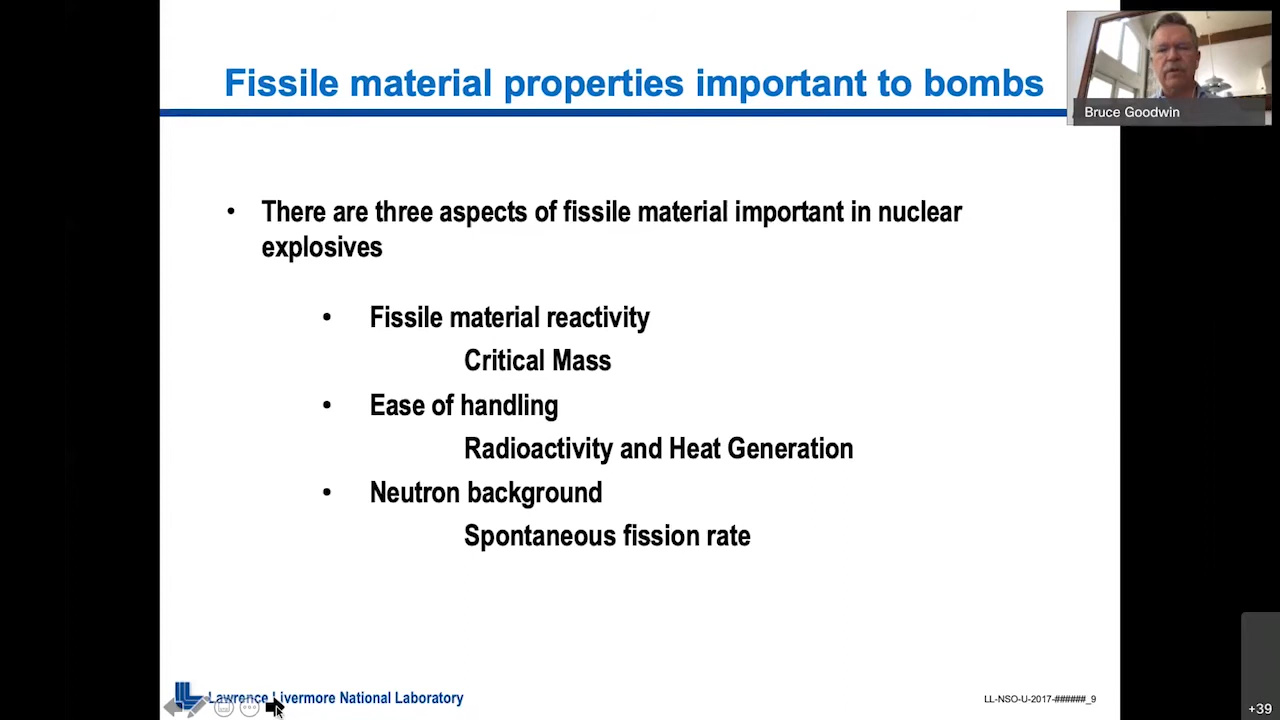 Fissile material properties important to bombs
Bruce Goodwin
• There are three aspects of fissile material important in nuclear
explosives
• Fissile material reactivity
Critical Mass
• Ease of handling
Radioactivity and Heat Generation
• Neutron background
Spontaneous fission rate
Lawrence Livermore National Laboratory
LL-NSO-U-2017-######_9
+39